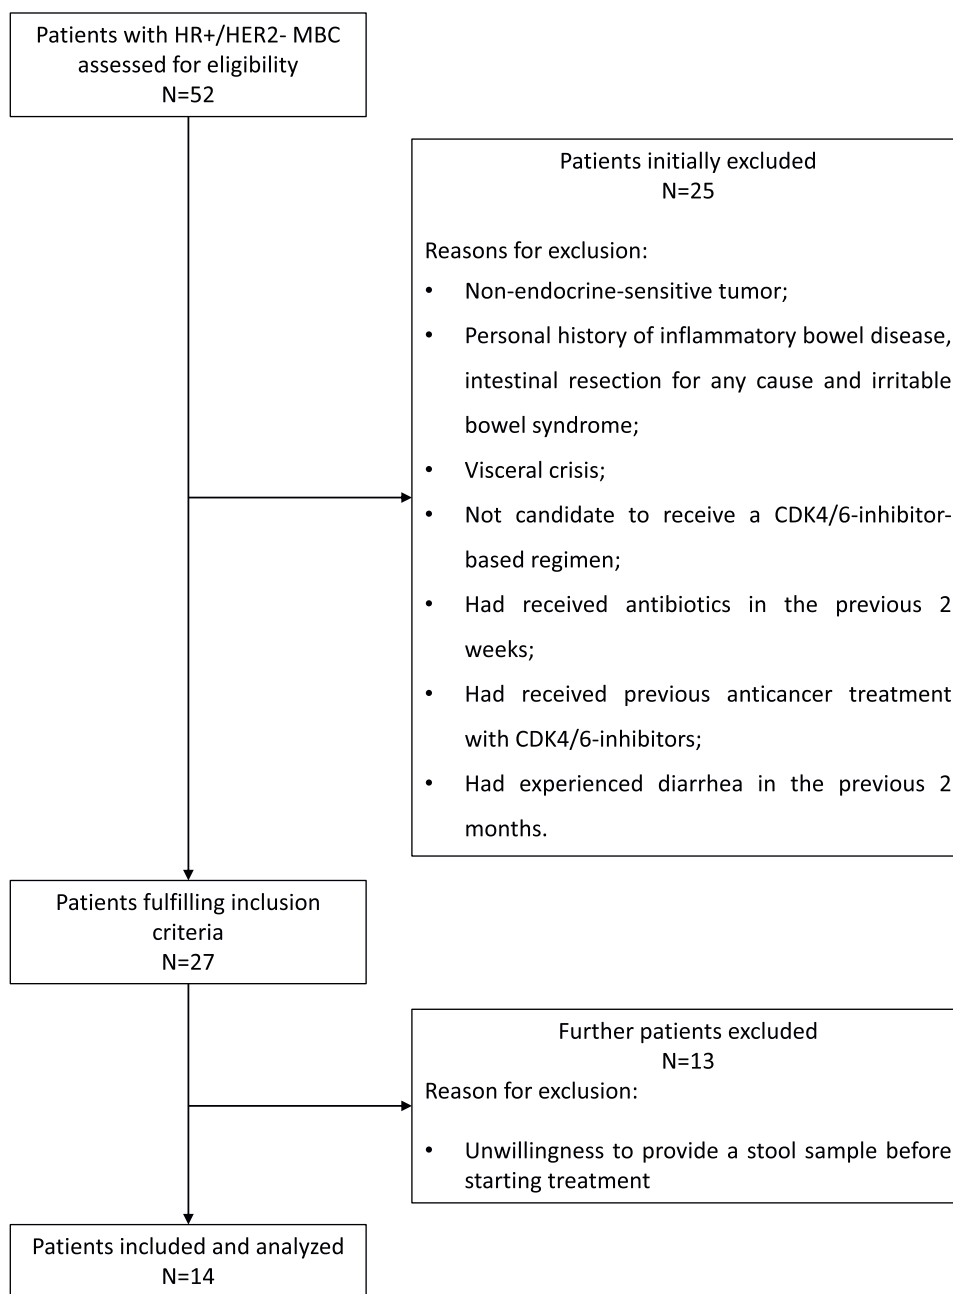 Patients with HR+/HER2- MBC
assessed for eligibility
N=52
Patients initially excluded
N=25
Reasons for exclusion:
• Non-endocrine-sensitive tumor;
• Personal history of inflammatory bowel disease,
intestinal resection for any cause and irritable
bowel syndrome;
• Visceral crisis;
• Not candidate to receive a CDK4/6-inhibitor-
based regimen;
• Had received antibiotics in the previous 2
weeks;
• Had received previous anticancer treatment
with CDK4/6-inhibitors;
• Had experienced diarrhea in the previous 2
months.
Patients fulfilling inclusion
criteria
N=27
Further patients excluded
N=13
Reason for exclusion:
• Unwillingness to provide a stool sample before
starting treatment
Patients included and analyzed
N=14